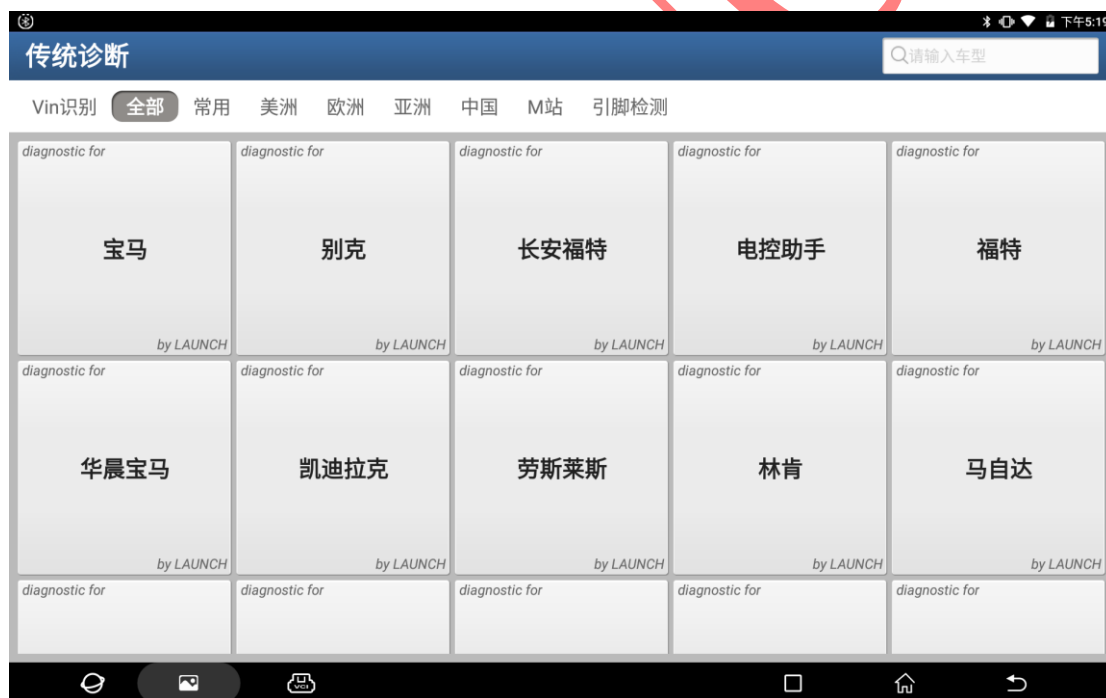 下午5:19
传统诊断
请输入车型
Vin识别 全部 常用 美洲 欧洲 亚洲 中国 M站 引脚检测
diagnostic for diagnostic for diagnostic for diagnostic for diagnostic for
宝马 别克 长安福特 电控助手 福特
by LAUNCH by LAUNCH by LAUNCH by LAUNCH by LAUNCH
diagnostic for diagnostic for diagnostic for diagnostic for diagnostic for
华晨宝马 凯迪拉克 劳斯莱斯 林肯 马自达
by LAUNCH by LAUNCH by LAUNCH by LAUNCH by LAUNCH
diagnostic for diagnostic for diagnostic for diagnostic for diagnostic for
VCI